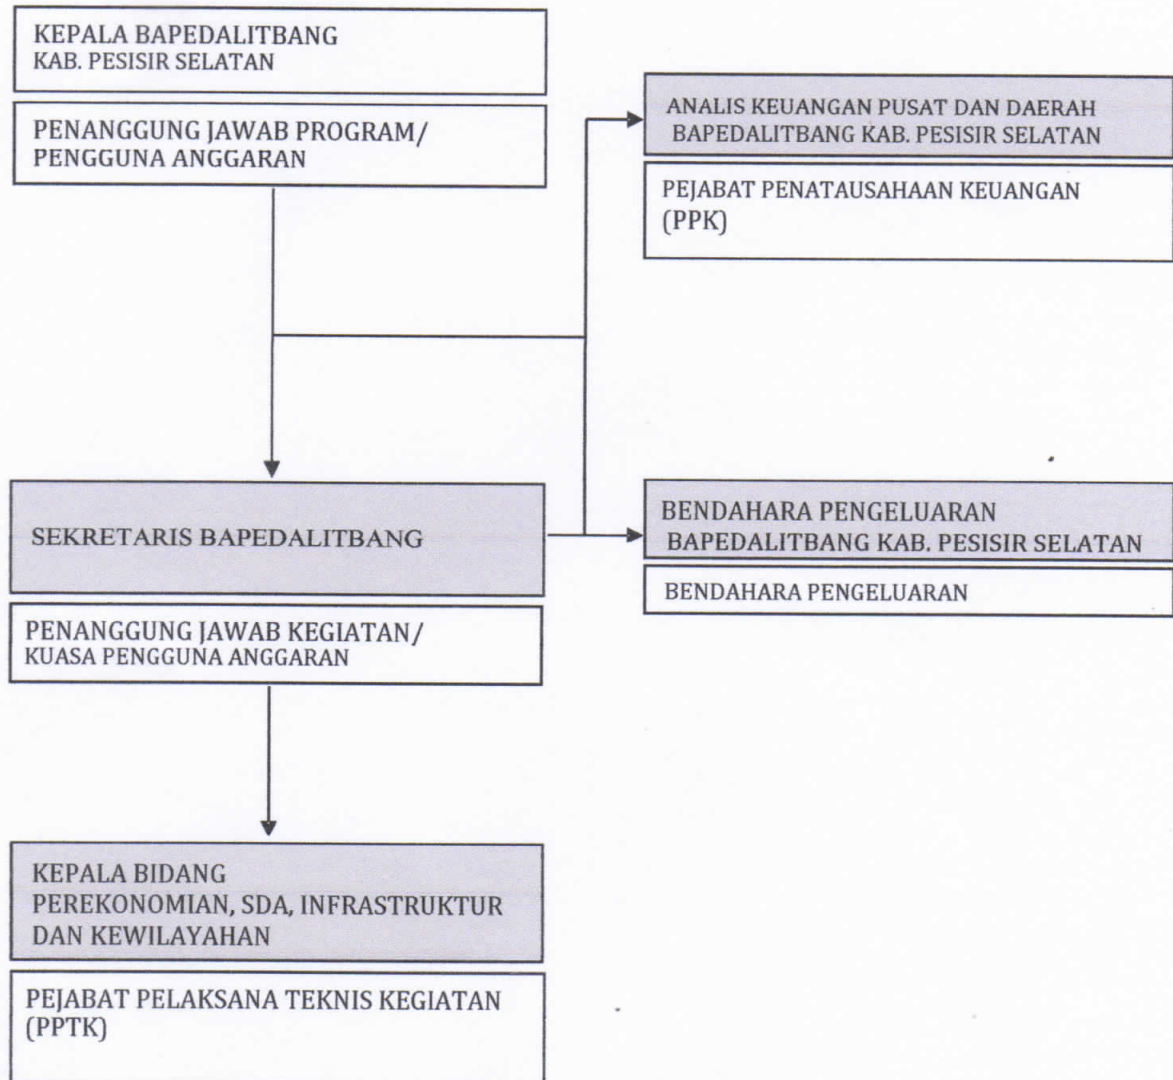 KEPALA BAPEDALITBANG
KAB. PESISIR SELATAN
PENANGGUNG JAWAB PROGRAM/
PENGGUNA ANGGARAN
ANALIS KEUANGAN PUSAT DAN DAERAH
BAPEDALITBANG KAB. PESISIR SELATAN
PEJABAT PENATAUSAHAAN KEUANGAN
(PPK)
SEKRETARIS BAPEDALITBANG
PENANGGUNG JAWAB KEGIATAN/
KUASA PENGGUNA ANGGARAN
BENDAHARA PENGELUARAN
BAPEDALITBANG KAB. PESISIR SELATAN
BENDAHARA PENGELUARAN
KEPALA BIDANG
PEREKONOMIAN, SDA, INFRASTRUKTUR
DAN KEWILAYAHAN
PEJABAT PELAKSANA TEKNIS KEGIATAN
(PPTK)